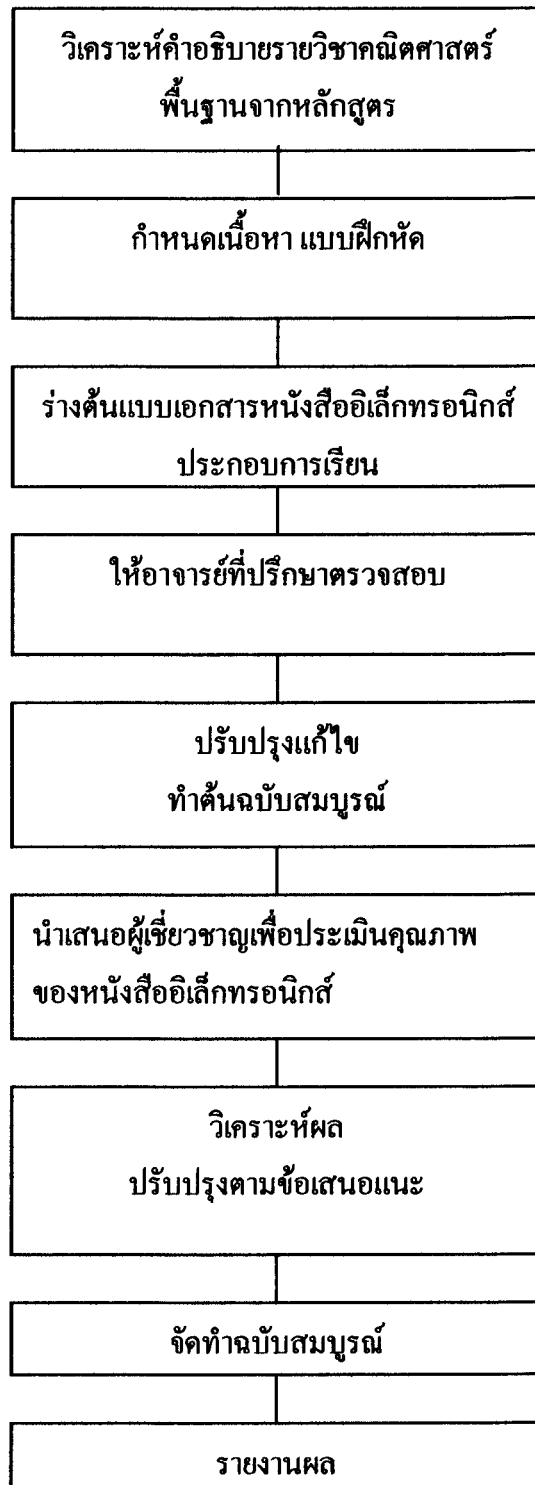 วิเคราะห์คำอธิบายรายวิชาคณิตศาสตร์
พื้นฐานจากหลักสูตร
กำหนดเนื้อหา แบบฝึกหัด
ร่างต้นแบบเอกสารหนังสืออิเล็กทรอนิกส์
ประกอบการเรียน
ให้อาจารย์ที่ปรึกษาตรวจสอบ
ปรับปรุงแก้ไข
ทำต้นฉบับสมบูรณ์
นำเสนอผู้เชี่ยวชาญเพื่อประเมินคุณภาพ
ของหนังสืออิเล็กทรอนิกส์
วิเคราะห์ผล
ปรับปรุงตามข้อเสนอแนะ
จัดทำฉบับสมบูรณ์
รายงานผล